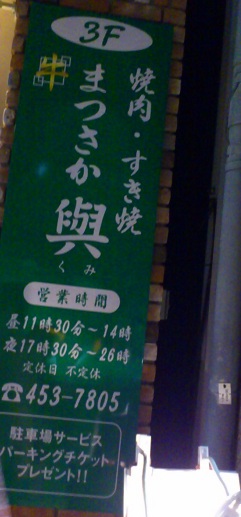 3F
牛
焼肉・すき焼
まつさか與
くみ
営業時間
昼11時30分〜14時
夜17時30分〜26時
定休日 不定休
☎453-7805
駐車場サービス
パーキングチケット
プレゼント!!